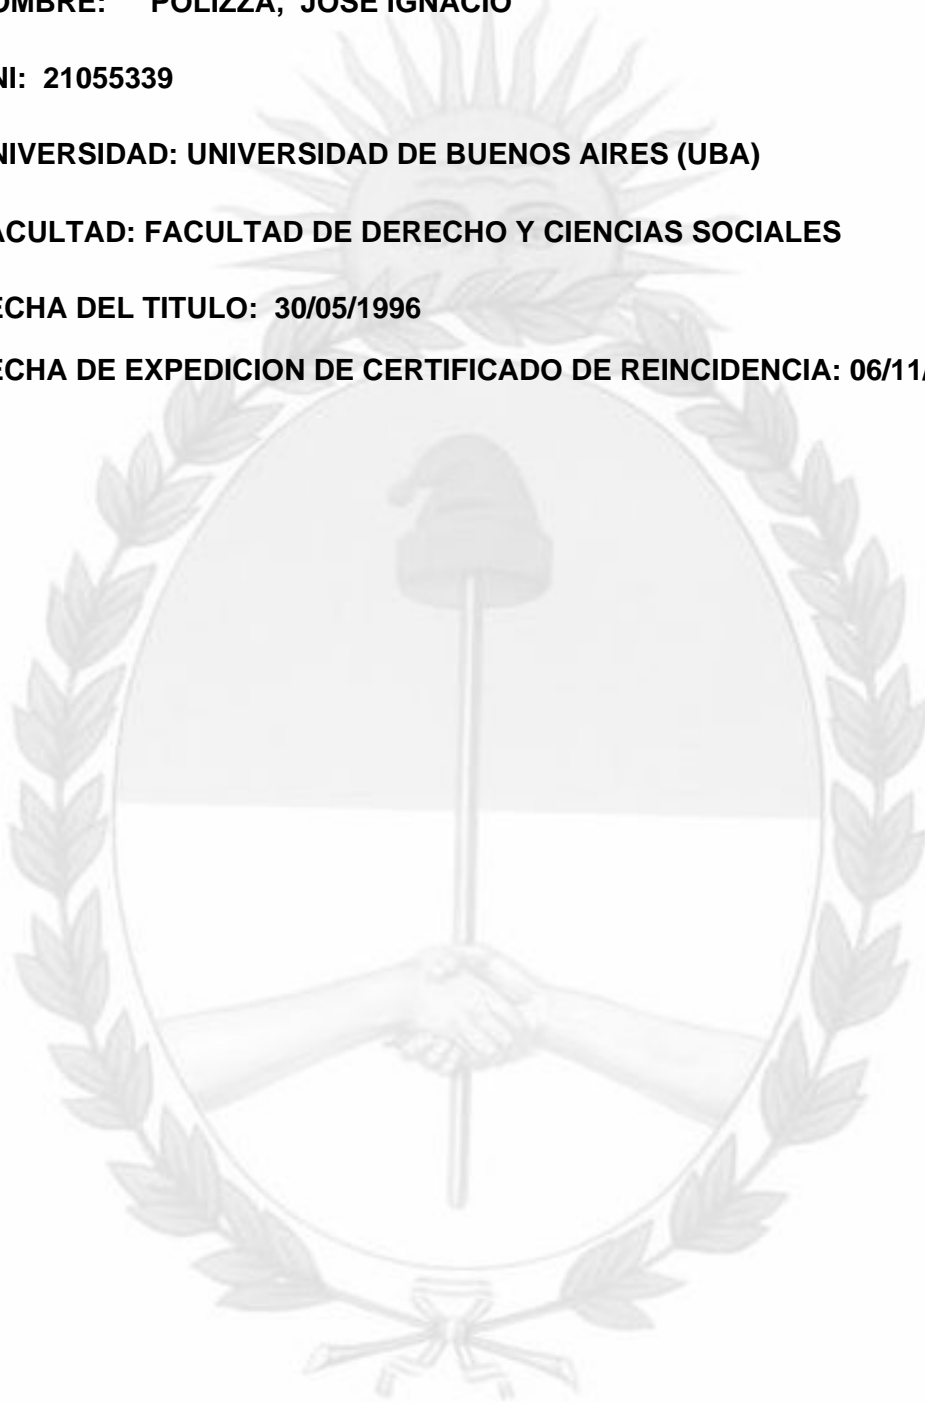 OMBRE: POLIZZA, JOSE IGNACIO
NI: 21055339
NIVERSIDAD: UNIVERSIDAD DE BUENOS AIRES (UBA)
ACULTAD: FACULTAD DE DERECHO Y CIENCIAS SOCIALES
ECHA DEL TITULO: 30/05/1996
ECHA DE EXPEDICION DE CERTIFICADO DE REINCIDENCIA: 06/11/